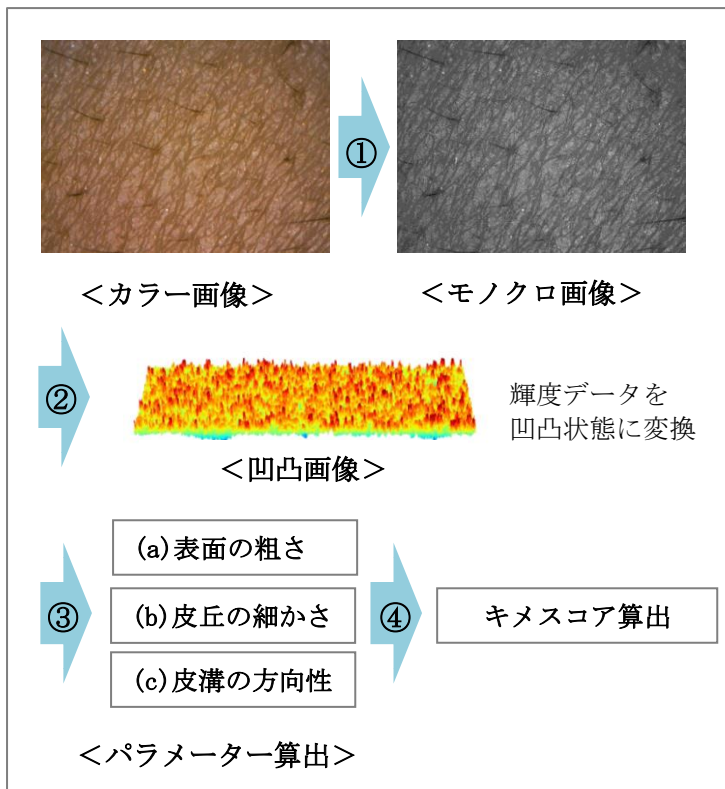 ①
<カラー画像>
<モノクロ画像>
②
輝度データを
凹凸状態に変換
<凹凸画像>
③
(a)表面の粗さ
(b)皮丘の細かさ
(c)皮溝の方向性
④
キメスコア算出
<パラメーター算出>